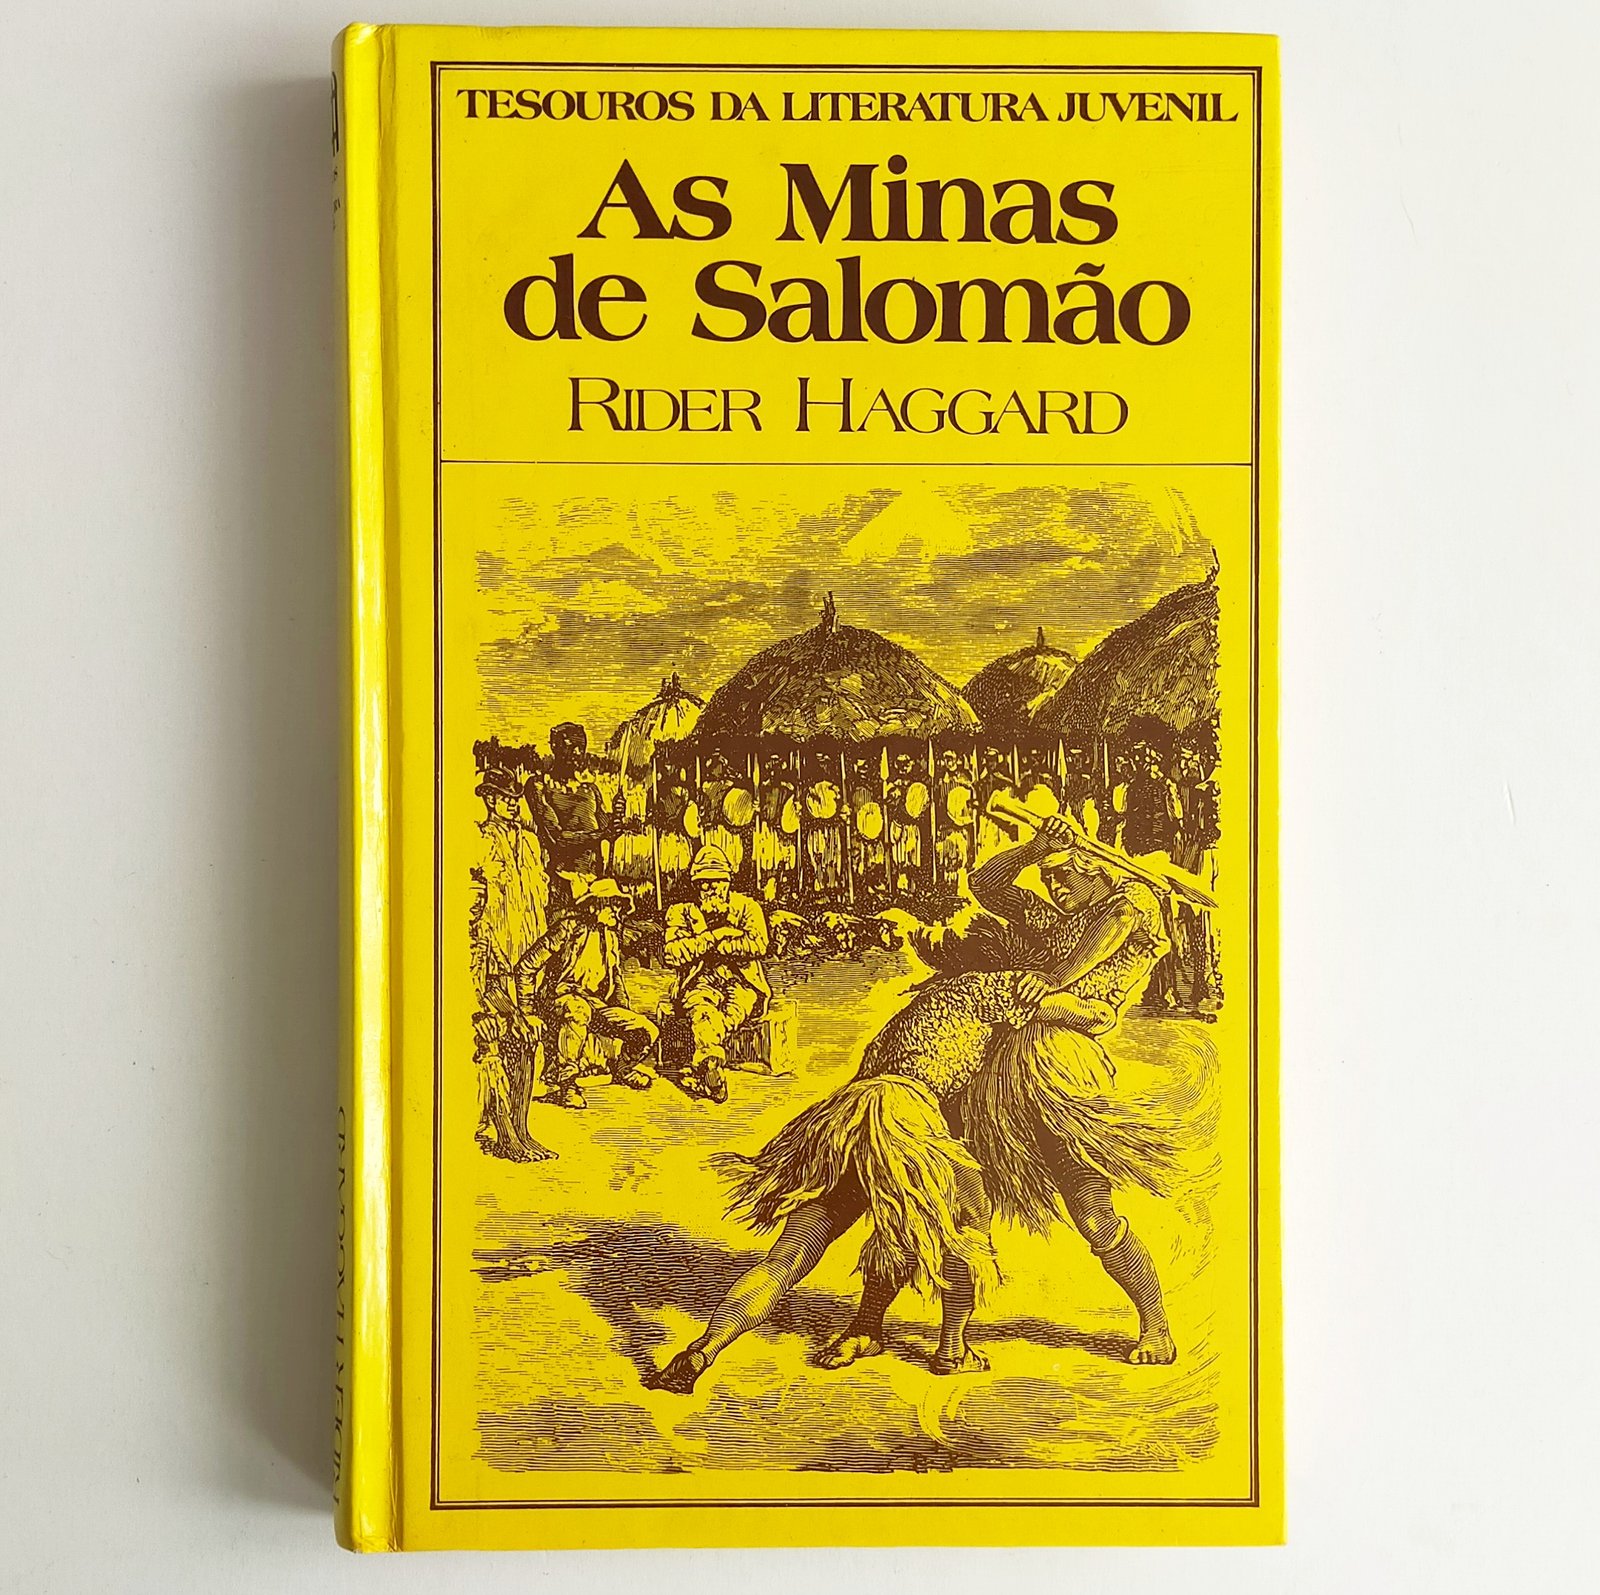 TESOUROS DA LITERATURA JUVENIL
As Minas
de Salomão
RIDER HAGGARD
RIDER HAGGARD